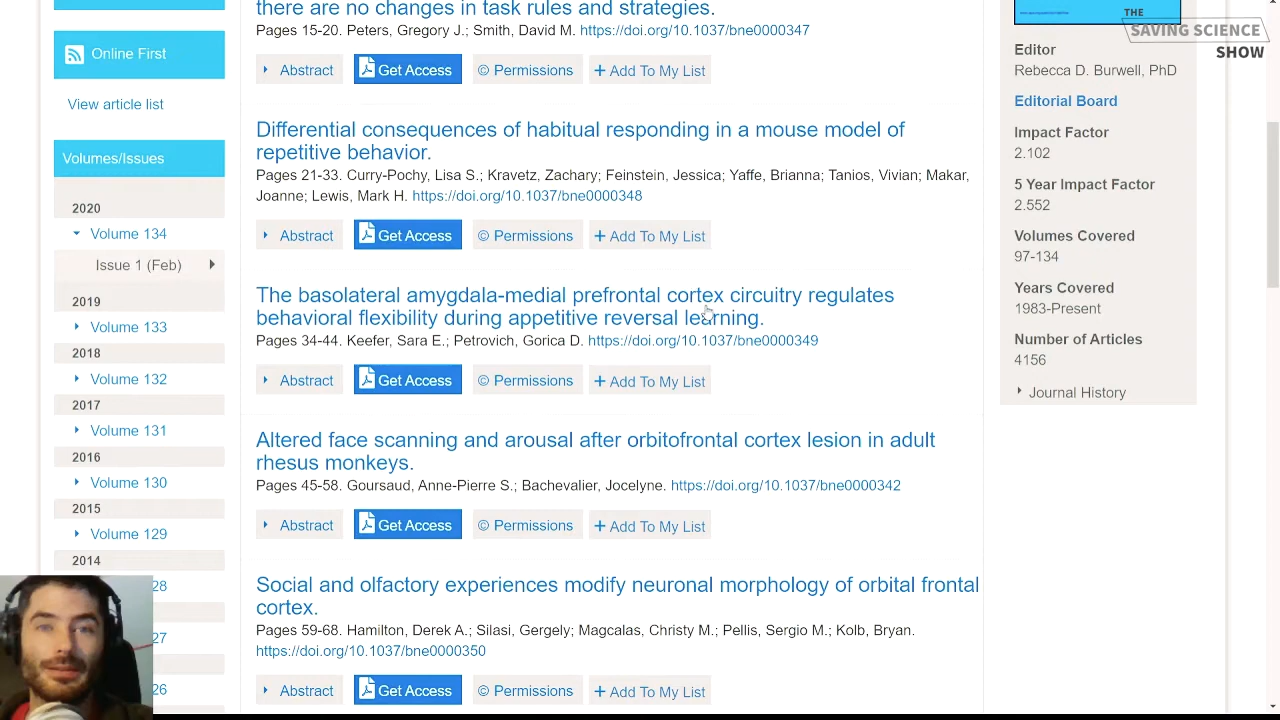 there are no changes in task rules and strategies.
Pages 15-20. Peters, Gregory J.; Smith, David M. https://doi.org/10.1037/bne0000347
Abstract
Get Access
© Permissions
+ Add To My List
Differential consequences of habitual responding in a mouse model of
repetitive behavior.
Pages 21-33. Curry-Pochy, Lisa S.; Kravetz, Zachary; Feinstein, Jessica; Yaffe, Brianna; Tanios, Vivian; Makar,
Joanne; Lewis, Mark H. https://doi.org/10.1037/bne0000348
Abstract
Get Access
© Permissions
+ Add To My List
The basolateral amygdala-medial prefrontal cortex circuitry regulates
behavioral flexibility during appetitive reversal learning.
Pages 34-44. Keefer, Sara E.; Petrovich, Gorica D. https://doi.org/10.1037/bne0000349
Abstract
Get Access
© Permissions
+ Add To My List
Altered face scanning and arousal after orbitofrontal cortex lesion in adult
rhesus monkeys.
Pages 45-58. Goursaud, Anne-Pierre S.; Bachevalier, Jocelyne. https://doi.org/10.1037/bne0000342
Abstract
Get Access
© Permissions
+ Add To My List
Social and olfactory experiences modify neuronal morphology of orbital frontal
cortex.
Pages 59-68. Hamilton, Derek A.; Silasi, Gergely; Magcalas, Christy M.; Pellis, Sergio M.; Kolb, Bryan.
https://doi.org/10.1037/bne0000350
Abstract
Get Access
© Permissions
+ Add To My List
Online First
View article list
Volumes/Issues
2020
Volume 134
Issue 1 (Feb)
2019
Volume 133
2018
Volume 132
2017
Volume 131
2016
Volume 130
2015
Volume 129
2014
28
27
26
THE
SAVING SCIENCE
SHOW
Editor
Rebecca D. Burwell, PhD
Editorial Board
Impact Factor
2.102
5 Year Impact Factor
2.552
Volumes Covered
97-134
Years Covered
1983-Present
Number of Articles
4156
Journal History